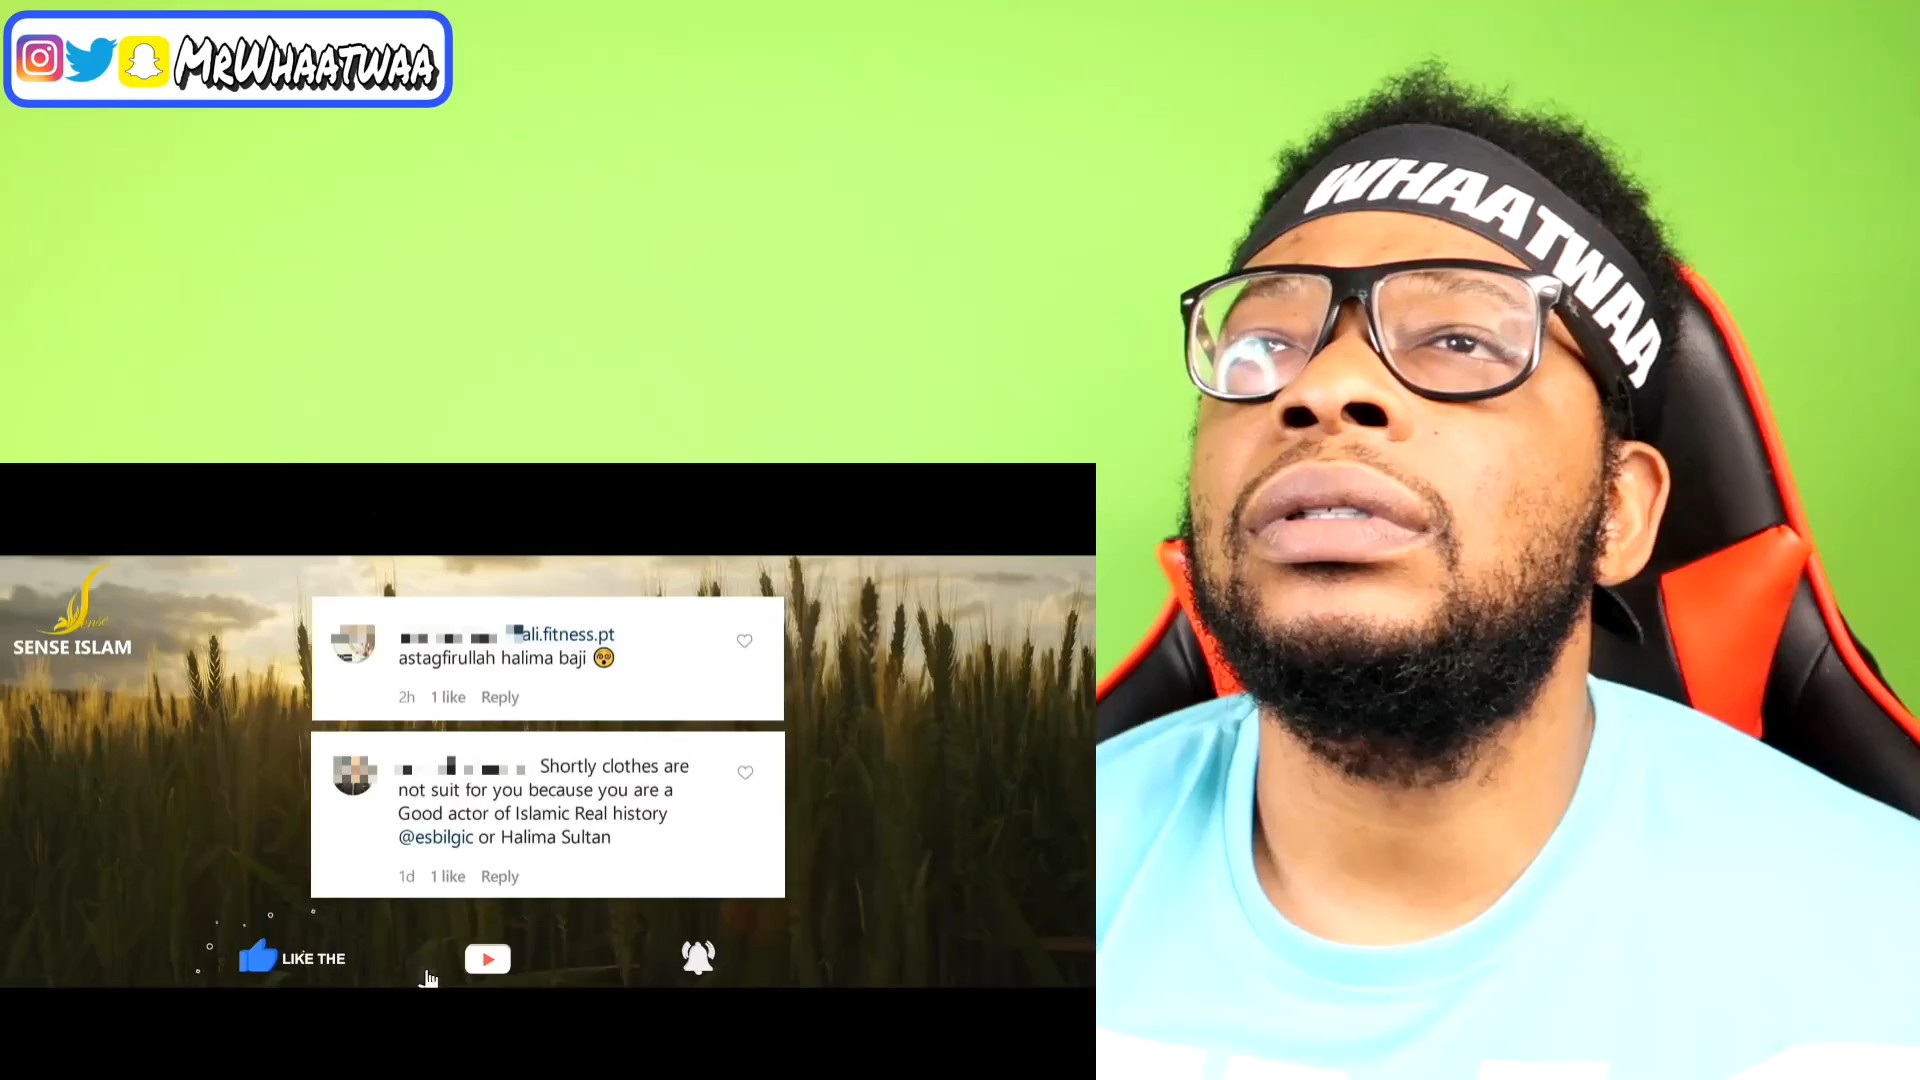 MrWhaatwaa
WHAATWAA
Sense
SENSE ISLAM
ali.fitness.pt
astagfirullah halima baji
2h 1 like Reply
Shortly clothes are
not suit for you because you are a
Good actor of Islamic Real history
@esbilgic or Halima Sultan
1d 1 like Reply
LIKE THE